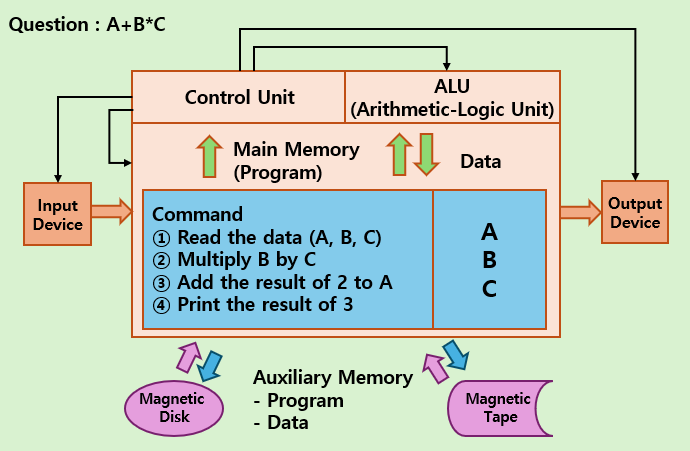 Question : A+B*C
Control Unit
ALU
(Arithmetic-Logic Unit)
Main Memory
(Program)
Data
Input
Device
Output
Device
Command
① Read the data (A, B, C)
② Multiply B by C
③ Add the result of 2 to A
④ Print the result of 3
A
B
C
Magnetic
Disk
Auxiliary Memory
- Program
- Data
Magnetic
Tape